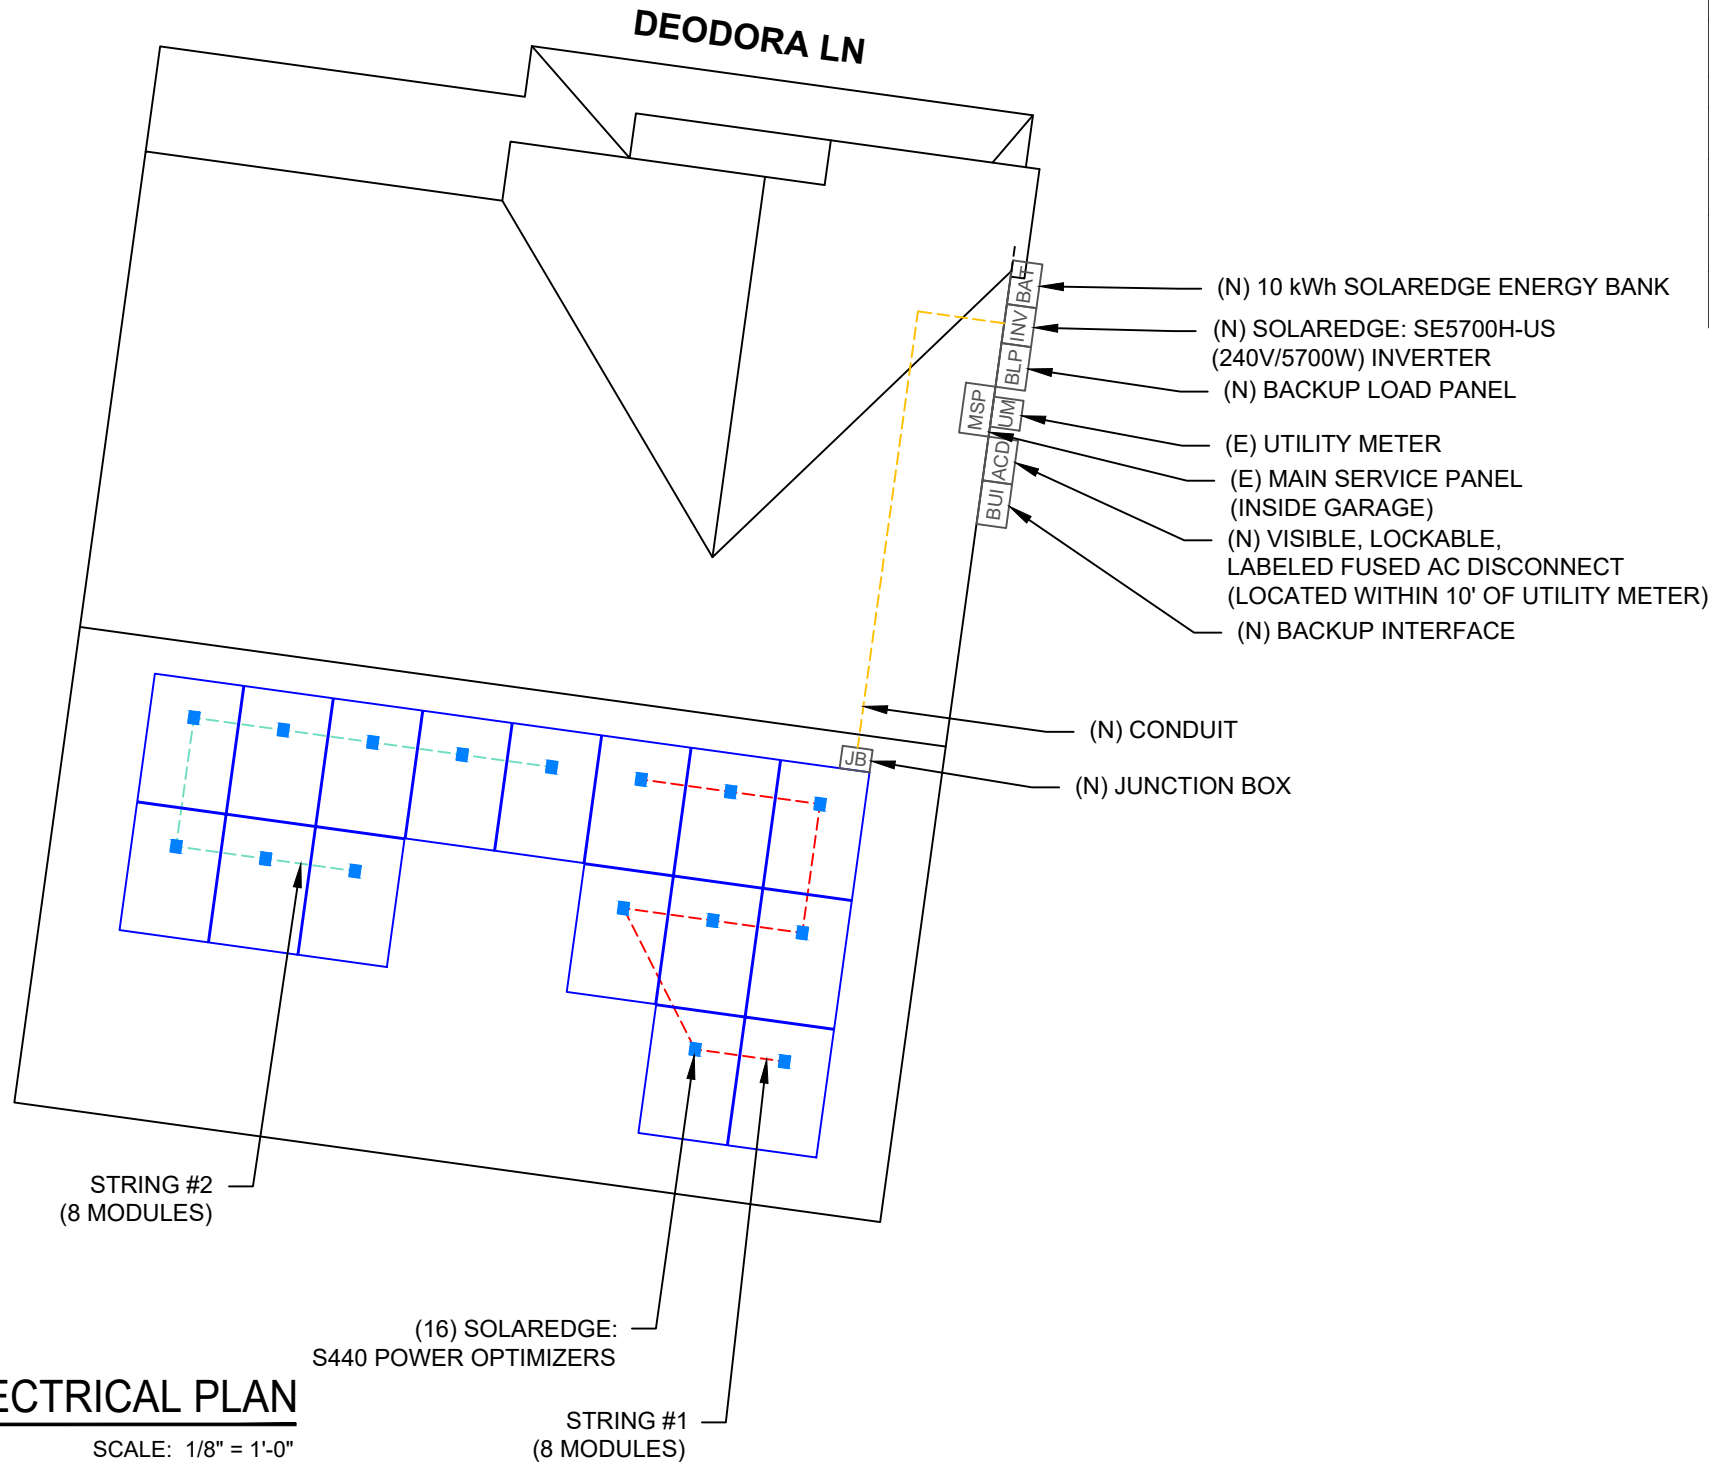 DEODORA LN
BAT
INV
BLP
MSP
UM
ACD
BUI
(N) 10 kWh SOLAREDGE ENERGY BANK
(N) SOLAREDGE: SE5700H-US
(240V/5700W) INVERTER
(N) BACKUP LOAD PANEL
(E) UTILITY METER
(E) MAIN SERVICE PANEL
(INSIDE GARAGE)
(N) VISIBLE, LOCKABLE,
LABELED FUSED AC DISCONNECT
(LOCATED WITHIN 10' OF UTILITY METER)
(N) BACKUP INTERFACE
(N) CONDUIT
JB
(N) JUNCTION BOX
STRING #2
(8 MODULES)
(16) SOLAREDGE:
S440 POWER OPTIMIZERS
STRING #1
(8 MODULES)
ECTRICAL PLAN
SCALE: 1/8" = 1'-0"